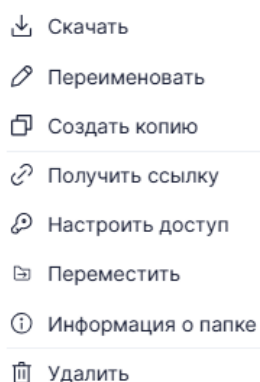 Скачать
Переименовать
Создать копию
Получить ссылку
Настроить доступ
Переместить
Информация о папке
Удалить